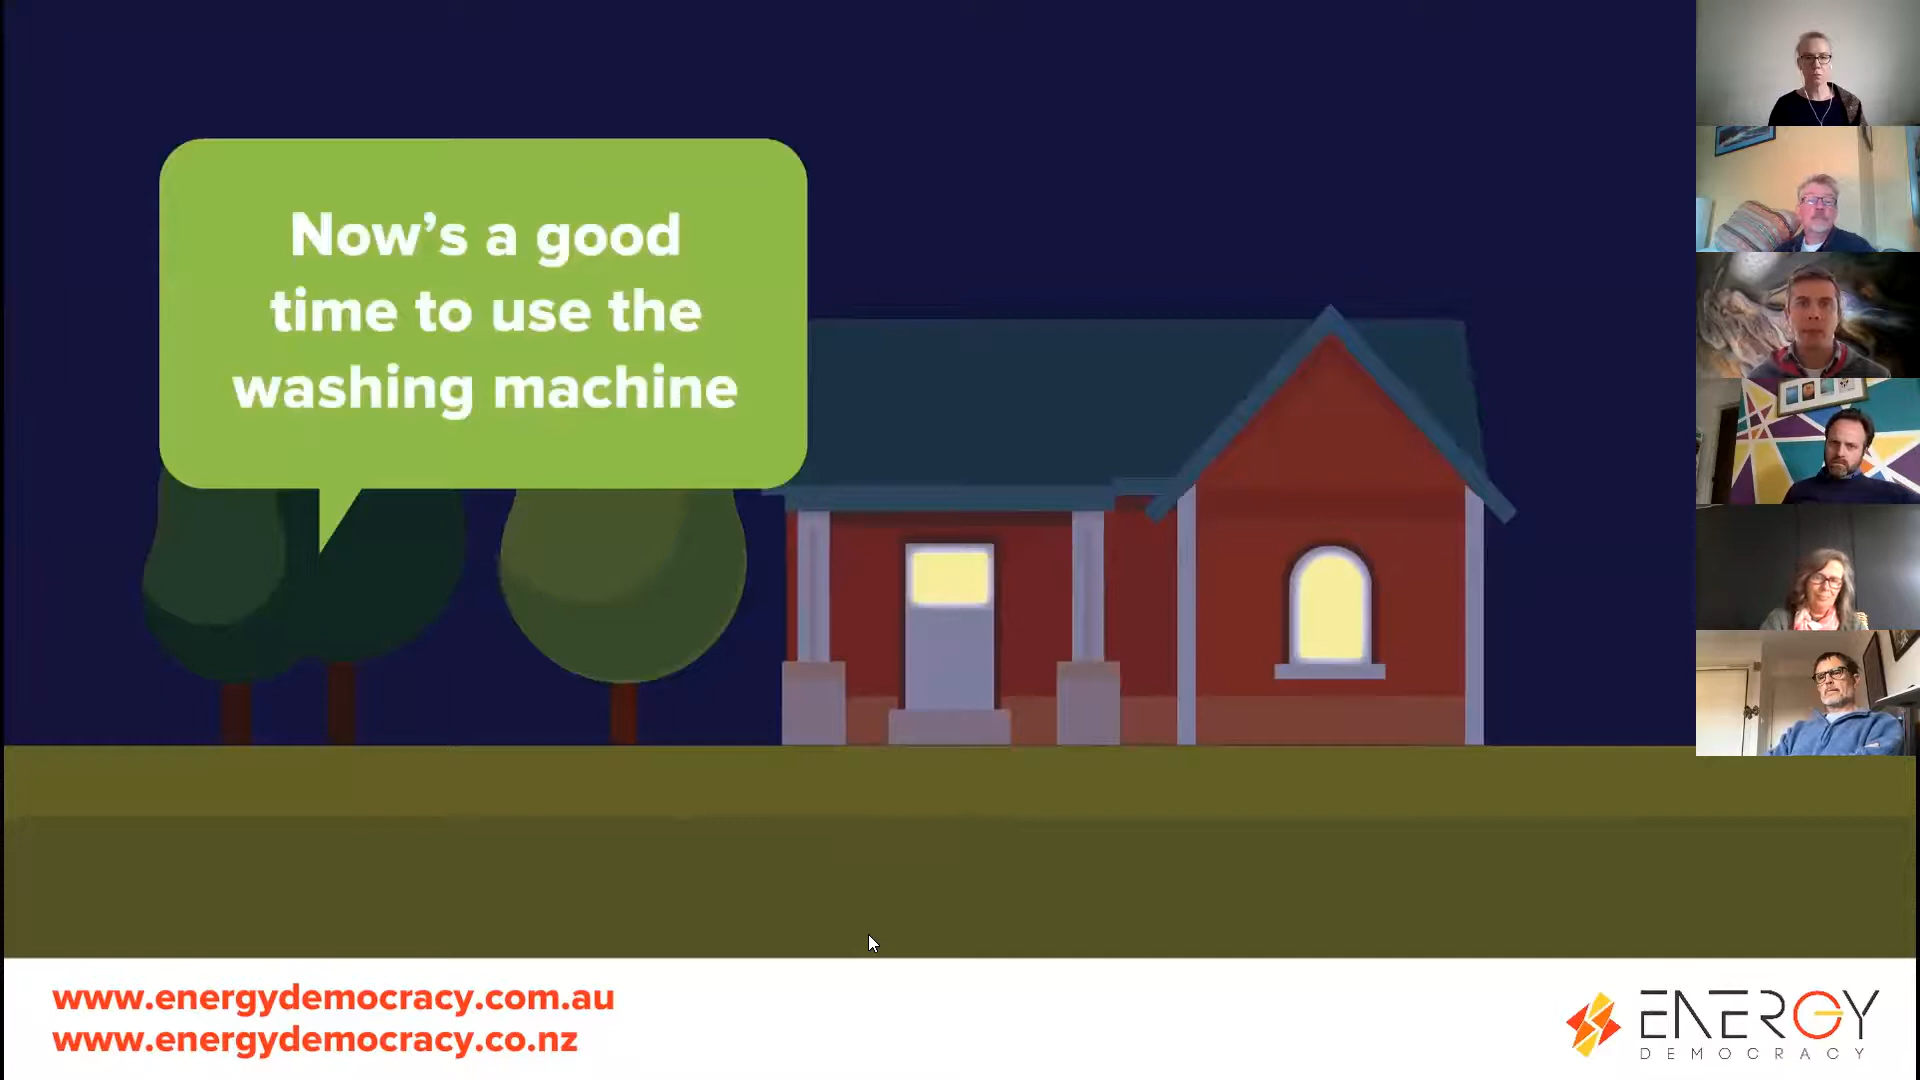 Now’s a good
time to use the
washing machine
www.energydemocracy.com.au
www.energydemocracy.co.nz
ENERGY
DEMOCRACY